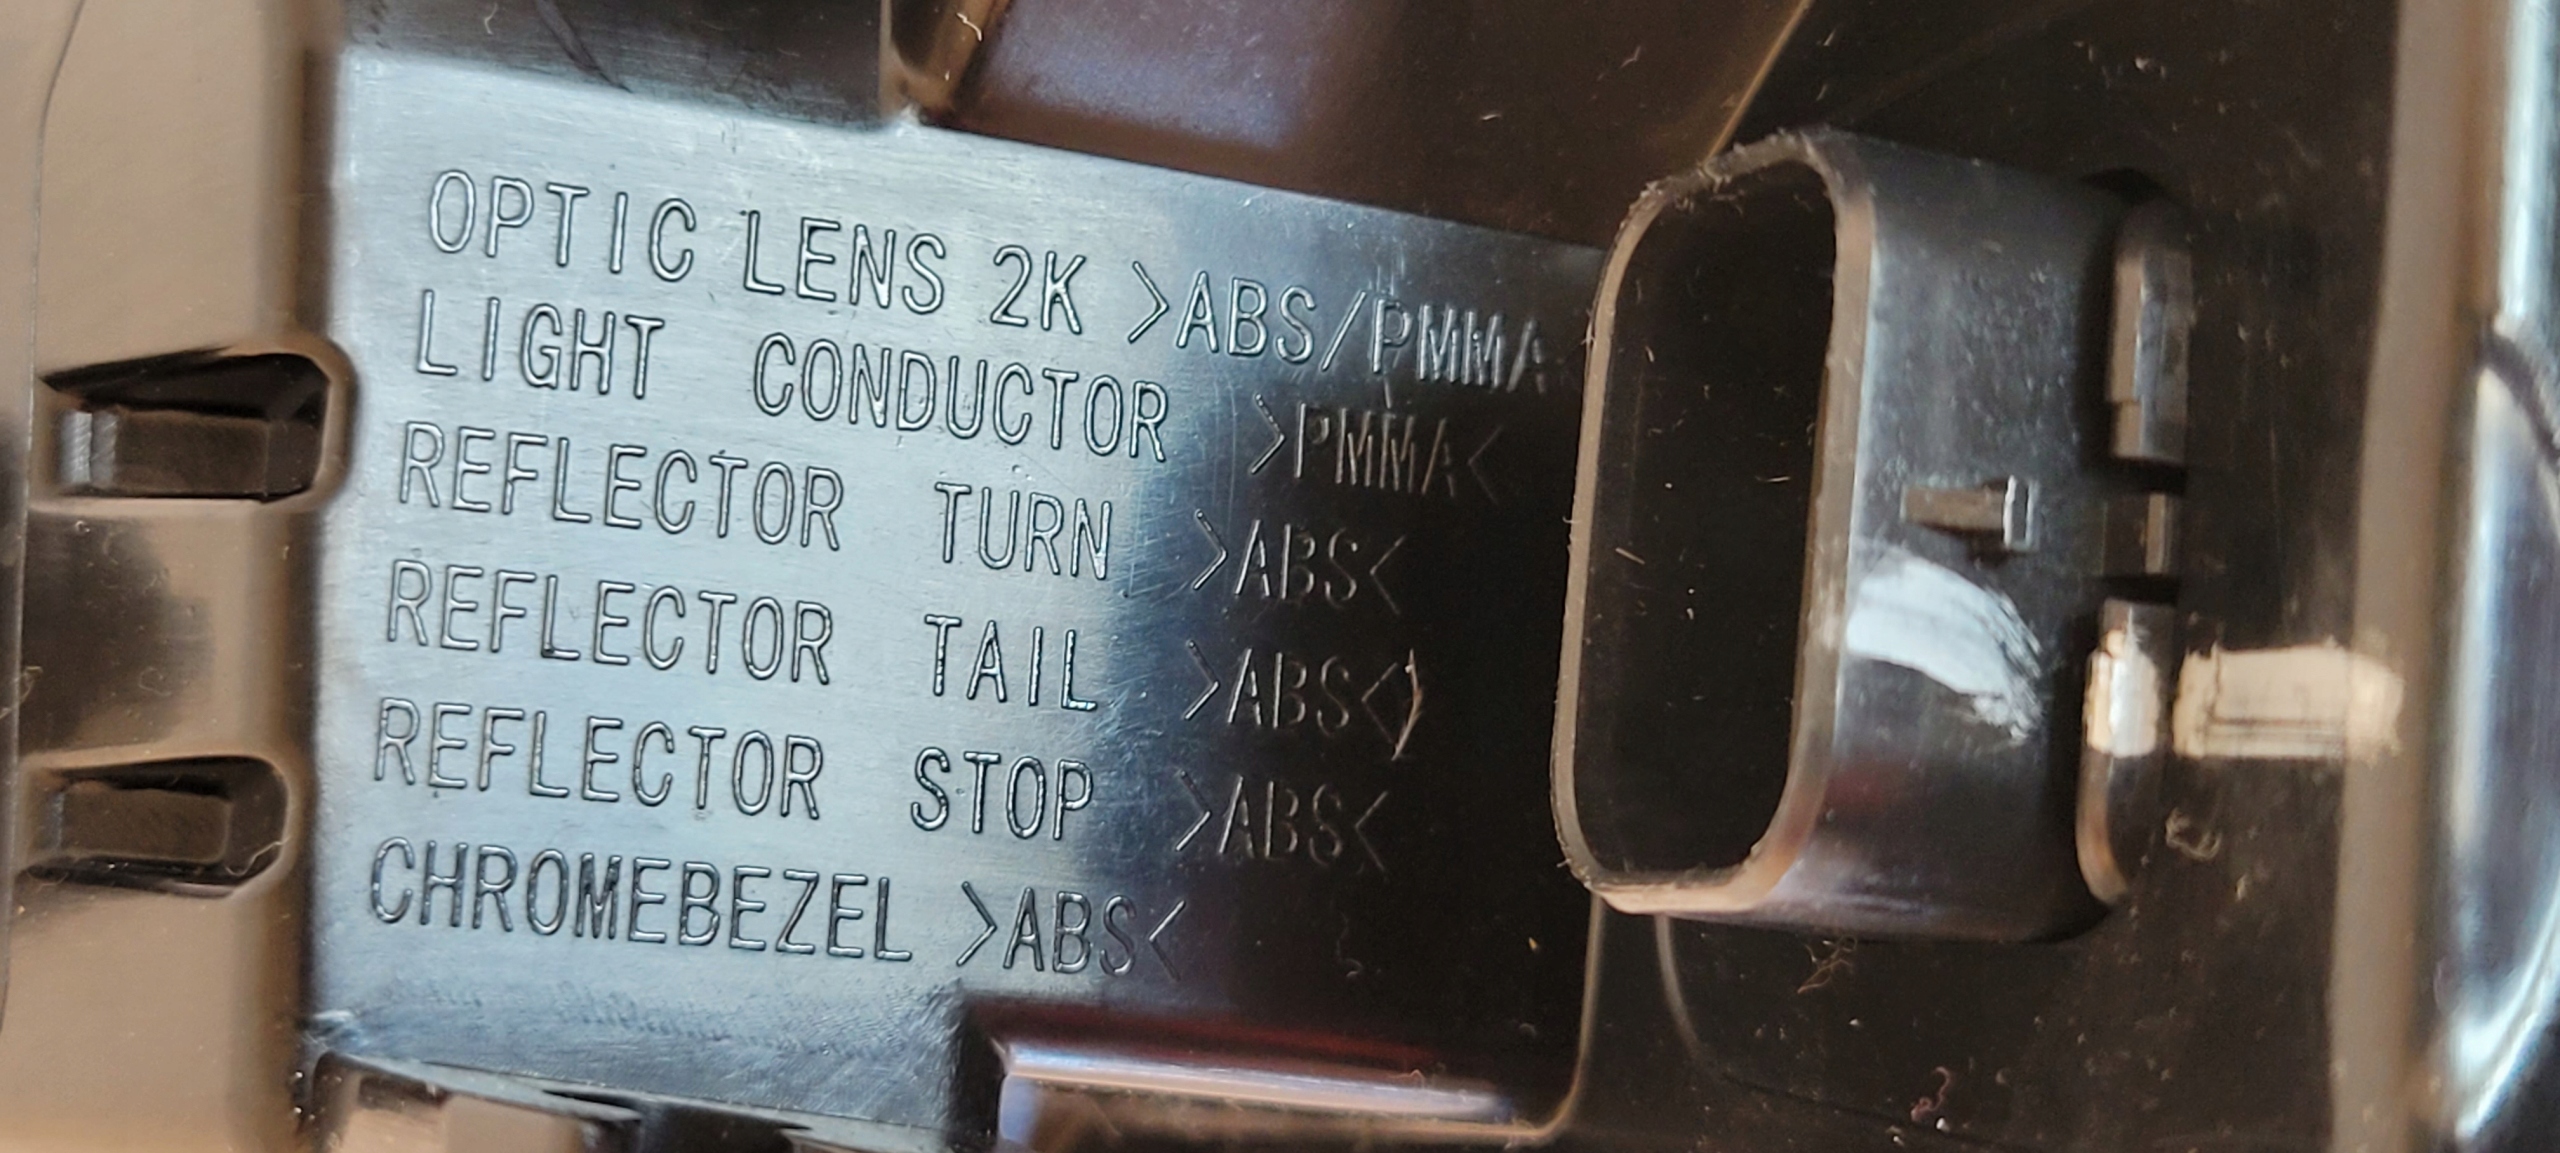 OPTIC LENS 2K >ABS/PMMA
LIGHT CONDUCTOR >PMMA<
REFLECTOR TURN >ABS<
REFLECTOR TAIL >ABS<)
REFLECTOR STOP >ABS<
CHROMEBEZEL >ABS<